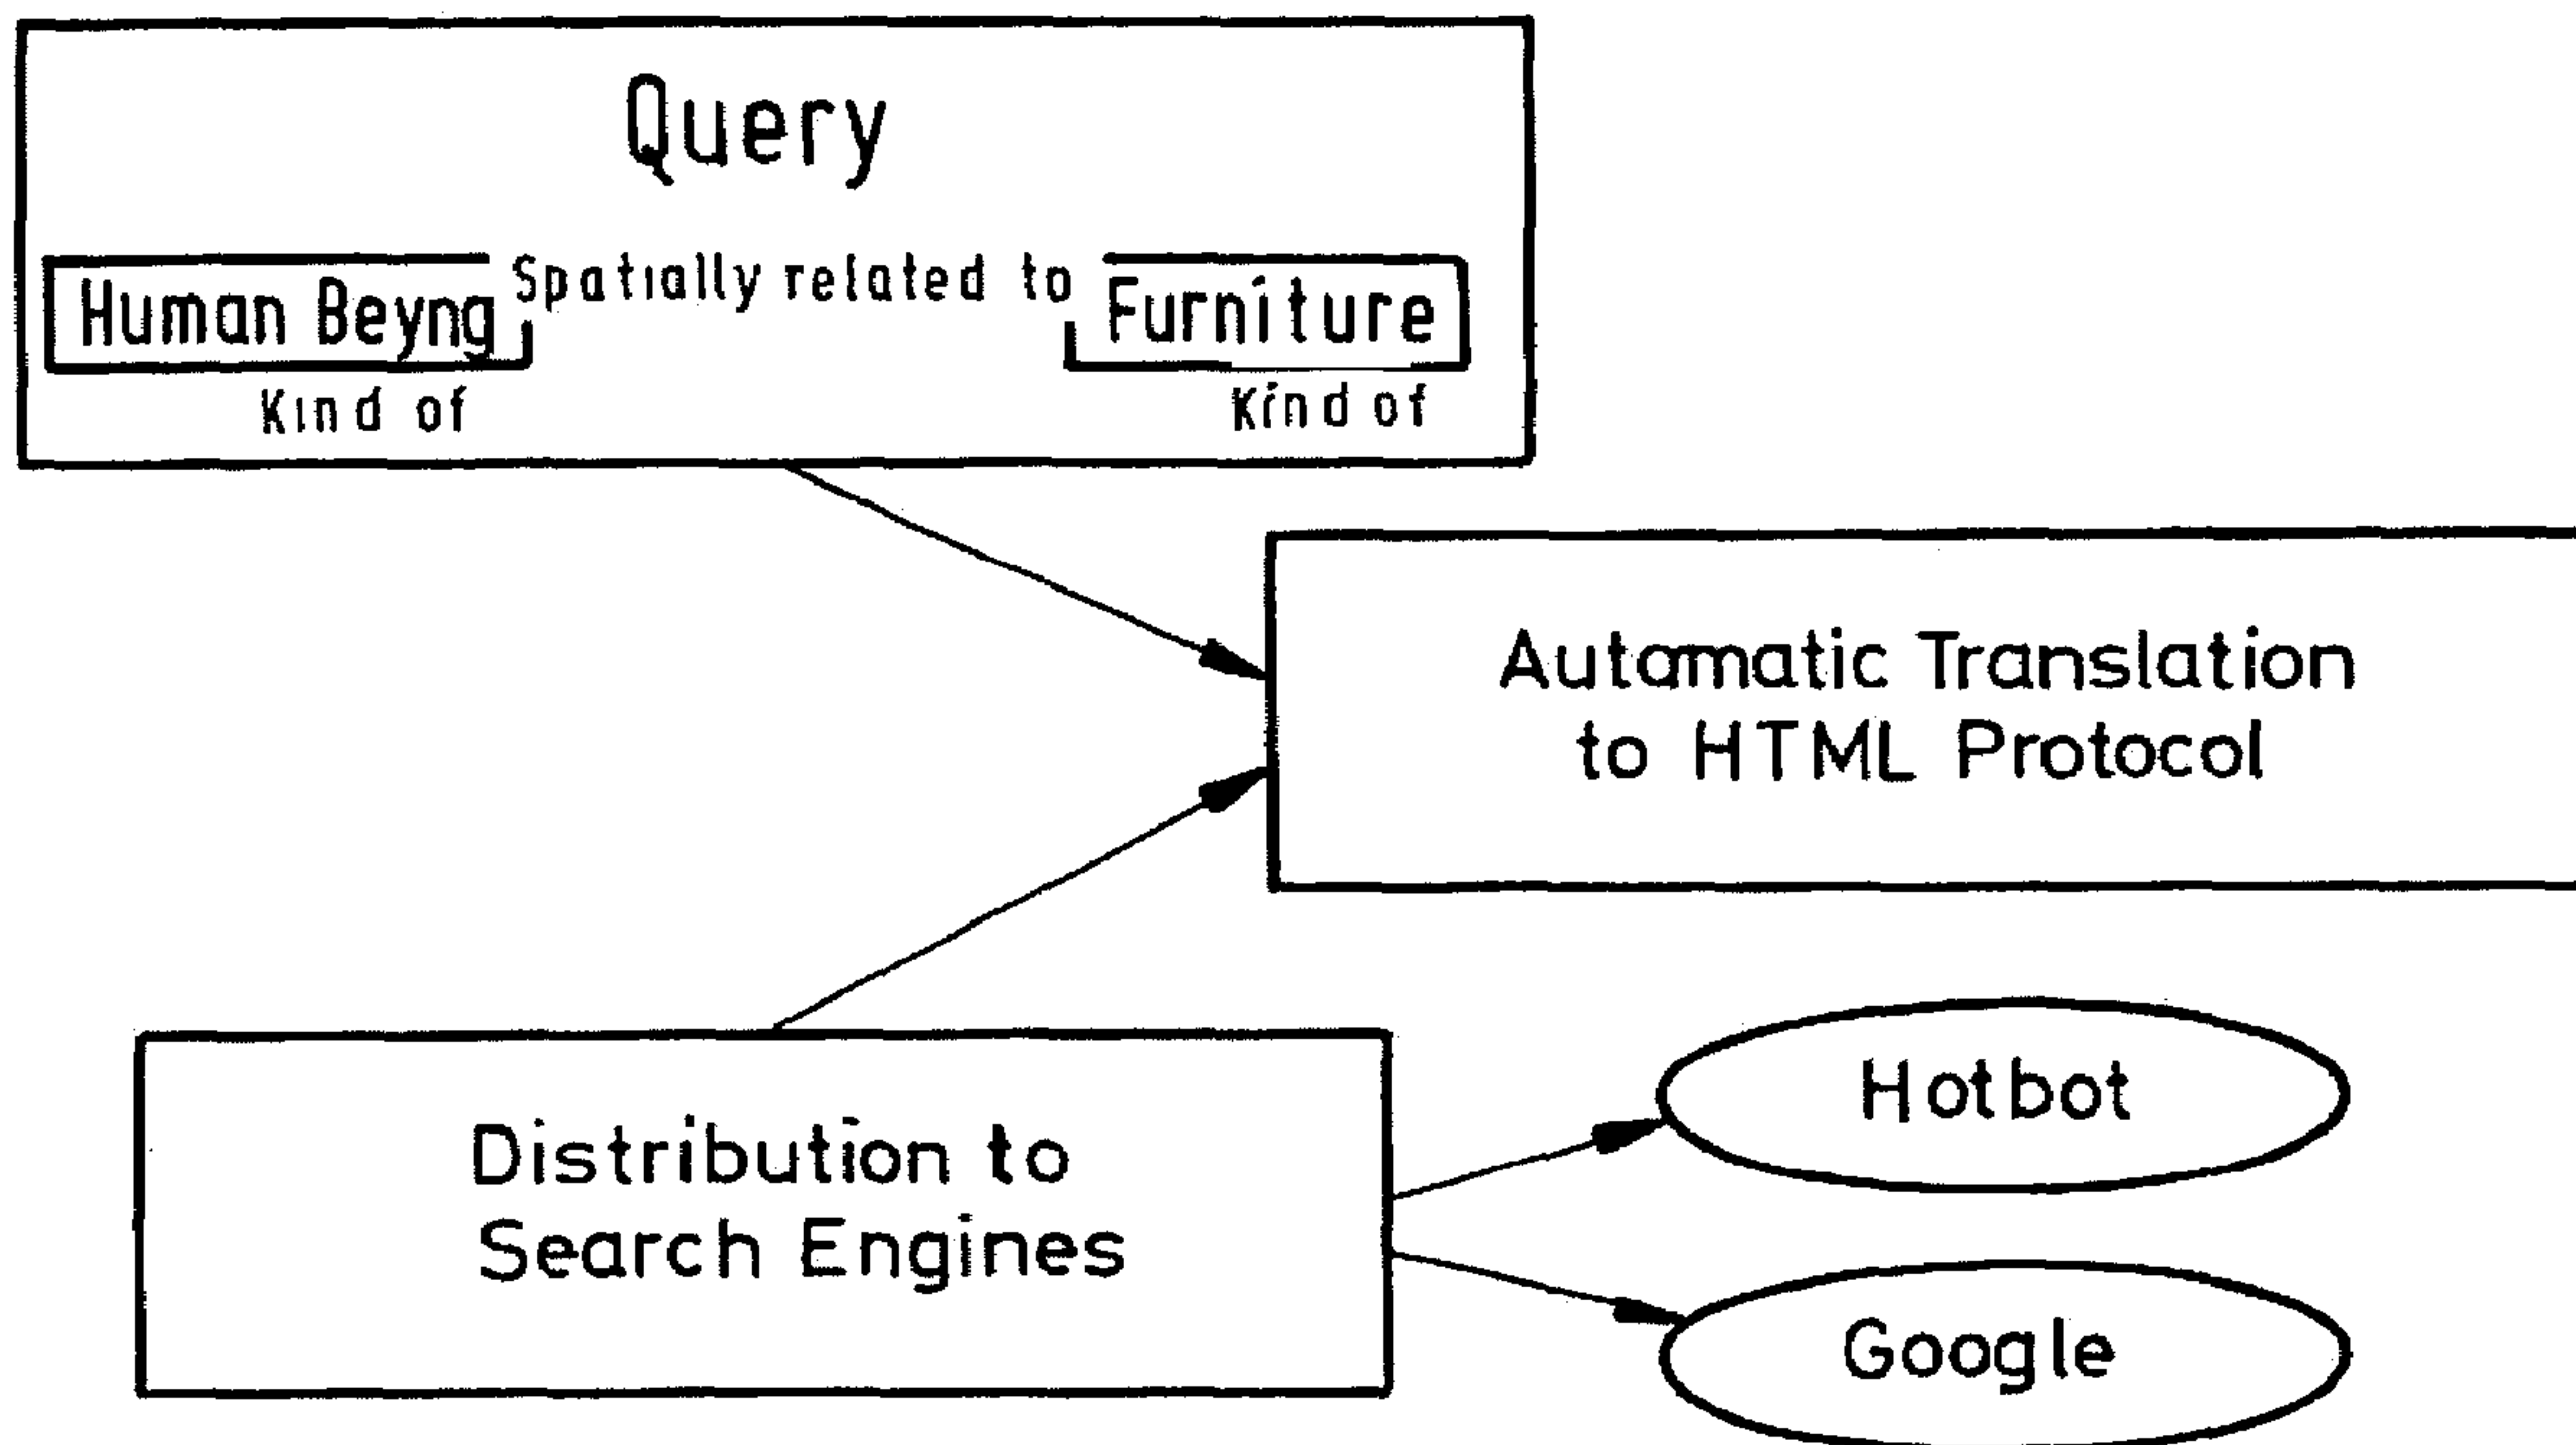 Query
Human Beyng Spatially related to Furniture
Kind of Kind of
Automatic Translation
to HTML Protocol
Distribution to
Search Engines
Hotbot
Google